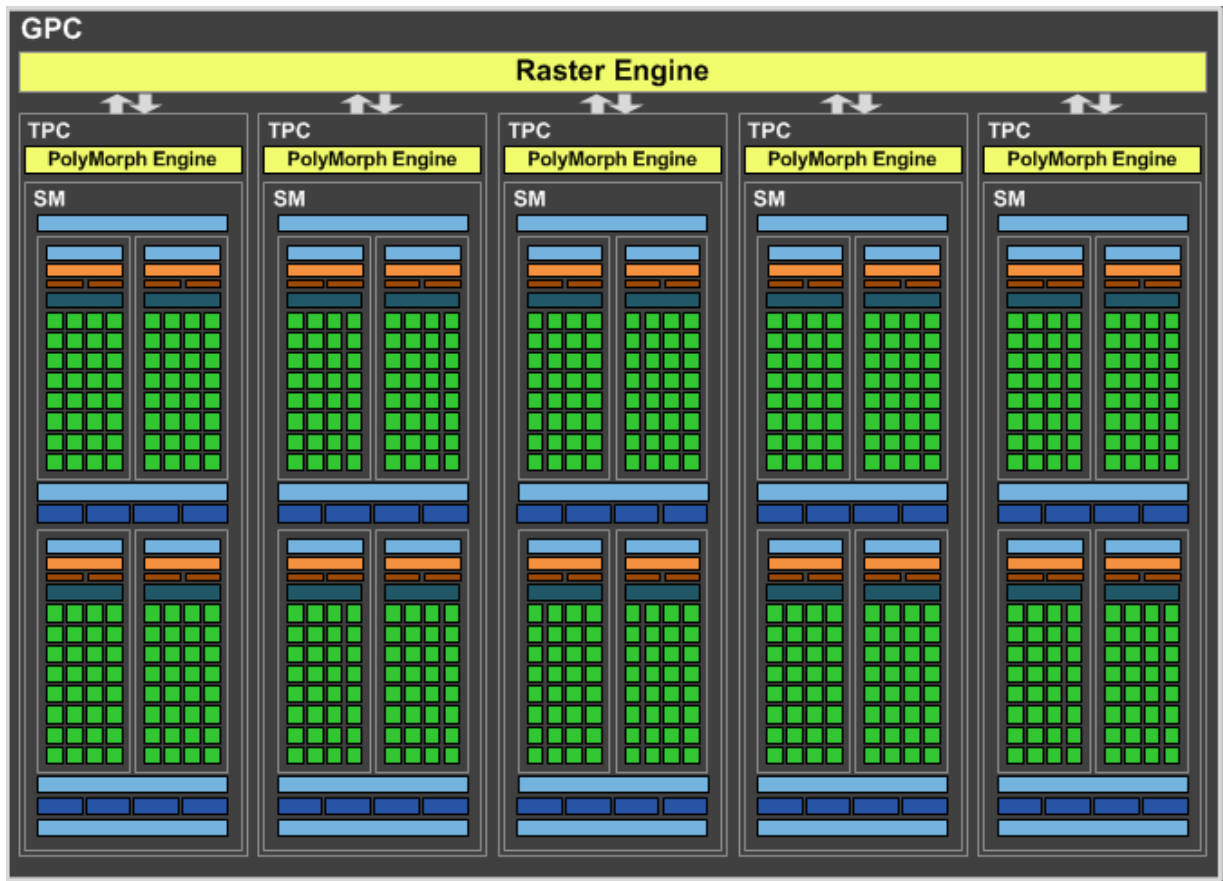 GPC
Raster Engine
TPC TPC TPC TPC TPC
PolyMorph Engine PolyMorph Engine PolyMorph Engine PolyMorph Engine PolyMorph Engine
SM SM SM SM SM